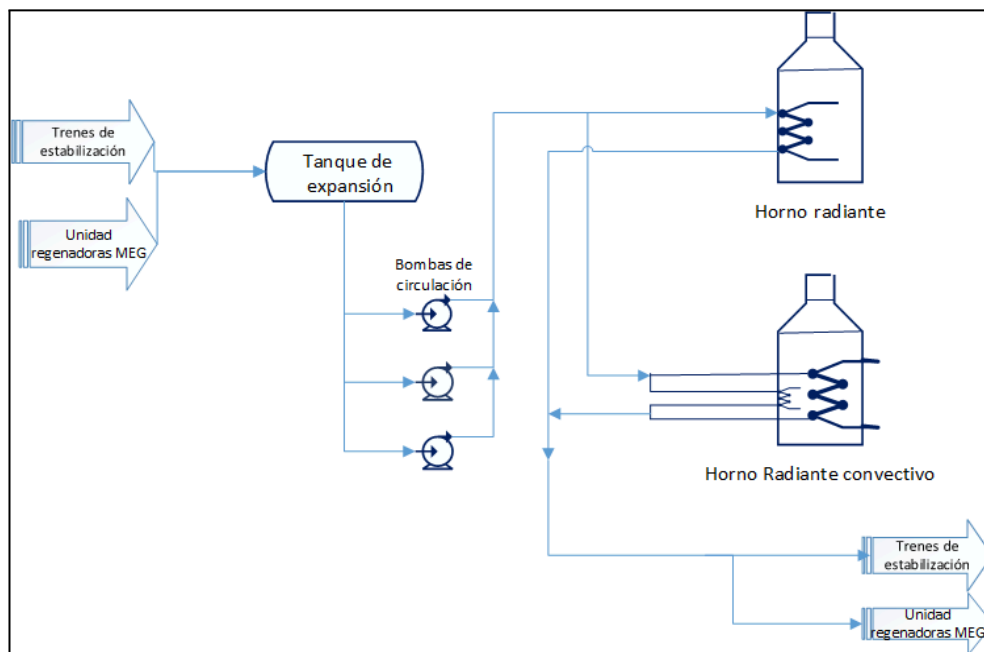 Trenes de
estabilización
Unidad
regenadoras MEG
Tanque de
expansión
Bombas de
circulación
Horno radiante
Horno Radiante convectivo
Trenes de
estabilización
Unidad
regenadoras MEG